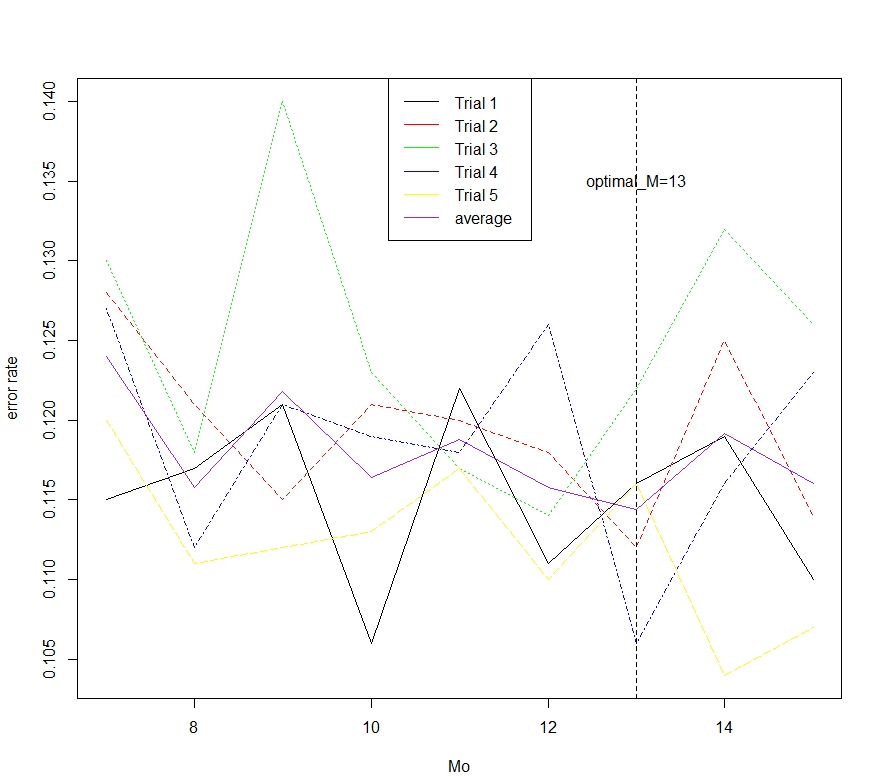 Trial 1
Trial 2
Trial 3
Trial 4
Trial 5
average
optimal_M=13
error rate
0.140
0.135
0.130
0.125
0.120
0.115
0.110
0.105
8 10 12 14
Mo